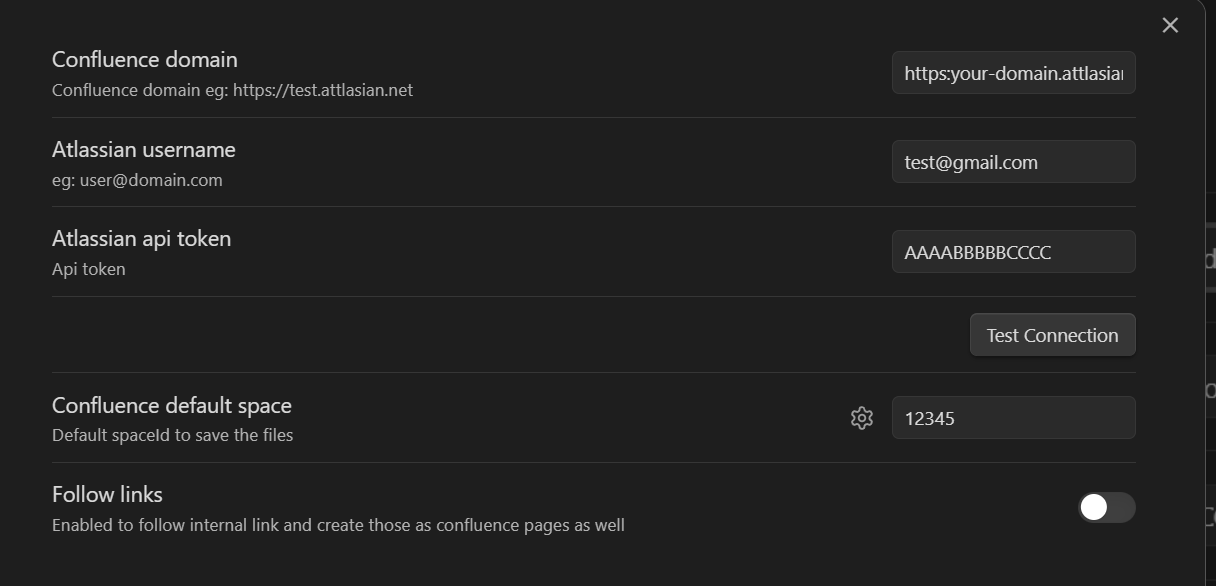 Confluence domain
Confluence domain eg: https://test.attlasian.net
https:your-domain.attlasian
Atlassian username
eg: user@domain.com
test@gmail.com
Atlassian api token
Api token
AAAABBBBBCCCC
Test Connection
Confluence default space
Default spaceId to save the files
12345
Follow links
Enabled to follow internal link and create those as confluence pages as well